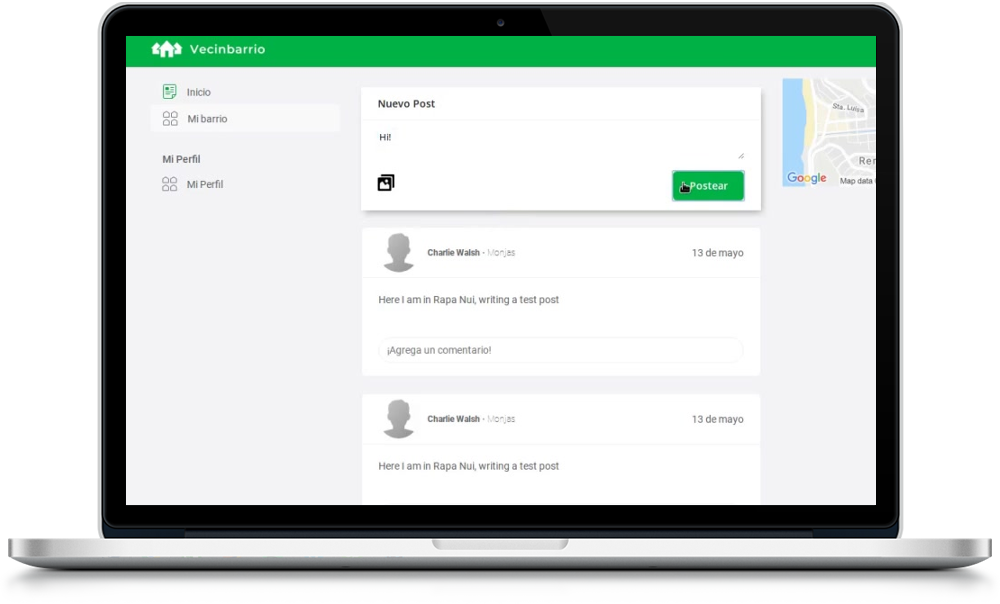 Vecinbarrio
Inicio
Mi barrio
Mi Perfil
Mi Perfil
Nuevo Post
Hi!
Postear
Charlie Walsh - Monjas
13 de mayo
Here I am in Rapa Nui, writing a test post
¡Agrega un comentario!
Charlie Walsh - Monjas
13 de mayo
Here I am in Rapa Nui, writing a test post
Sta. Luisa
Google
Map data